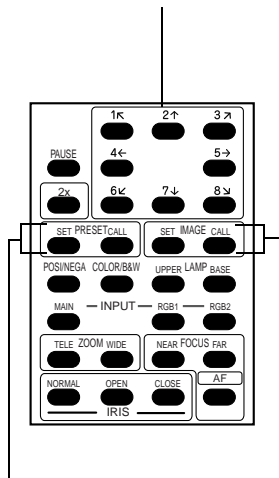 1↖ 2↑ 3↗
PAUSE 4← 5→
2x 6↙ 7↓ 8↘
SET PRESET CALL SET IMAGE CALL
POSI/NEGA COLOR/B&W UPPER LAMP BASE
MAIN — INPUT — RGB1 — RGB2
TELE ZOOM WIDE NEAR FOCUS FAR
NORMAL OPEN CLOSE AF
IRIS